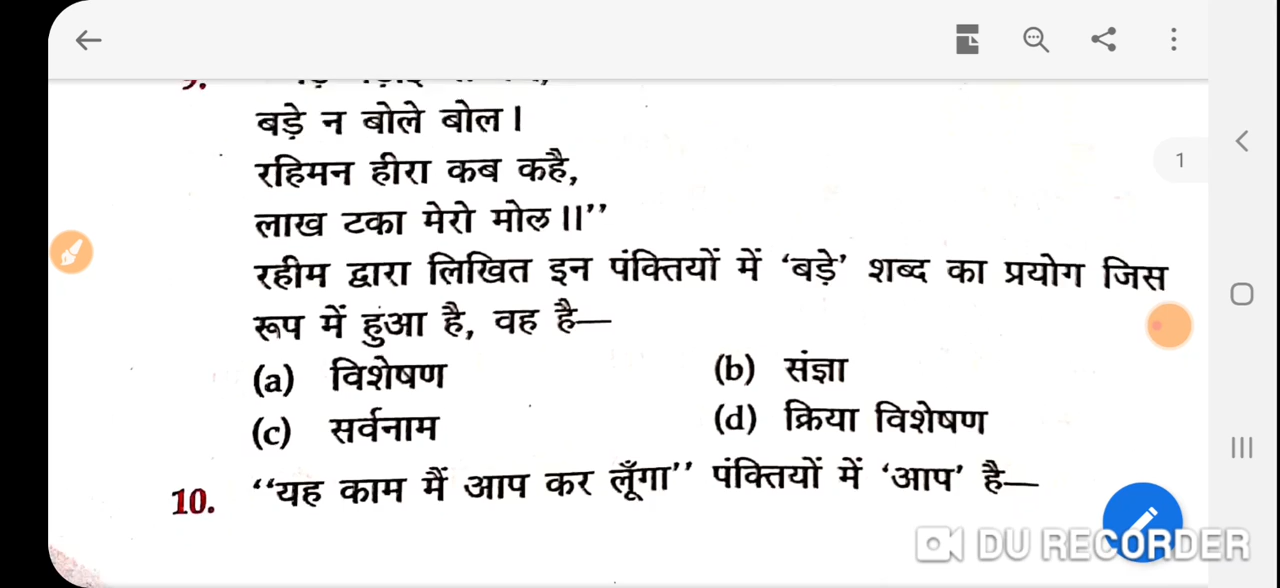 9.
बड़े न बोले बोल।
रहिमन हीरा कब कहै,
लाख टका मेरो मोल॥’’
रहीम द्वारा लिखित इन पंक्तियों में ‘बड़े’ शब्द का प्रयोग जिस
रूप में हुआ है, वह है—
(a) विशेषण (b) संज्ञा
(c) सर्वनाम (d) क्रिया विशेषण
10. ‘‘यह काम मैं आप कर लूँगा’’ पंक्तियों में ‘आप’ है—
1
DU RECORDER